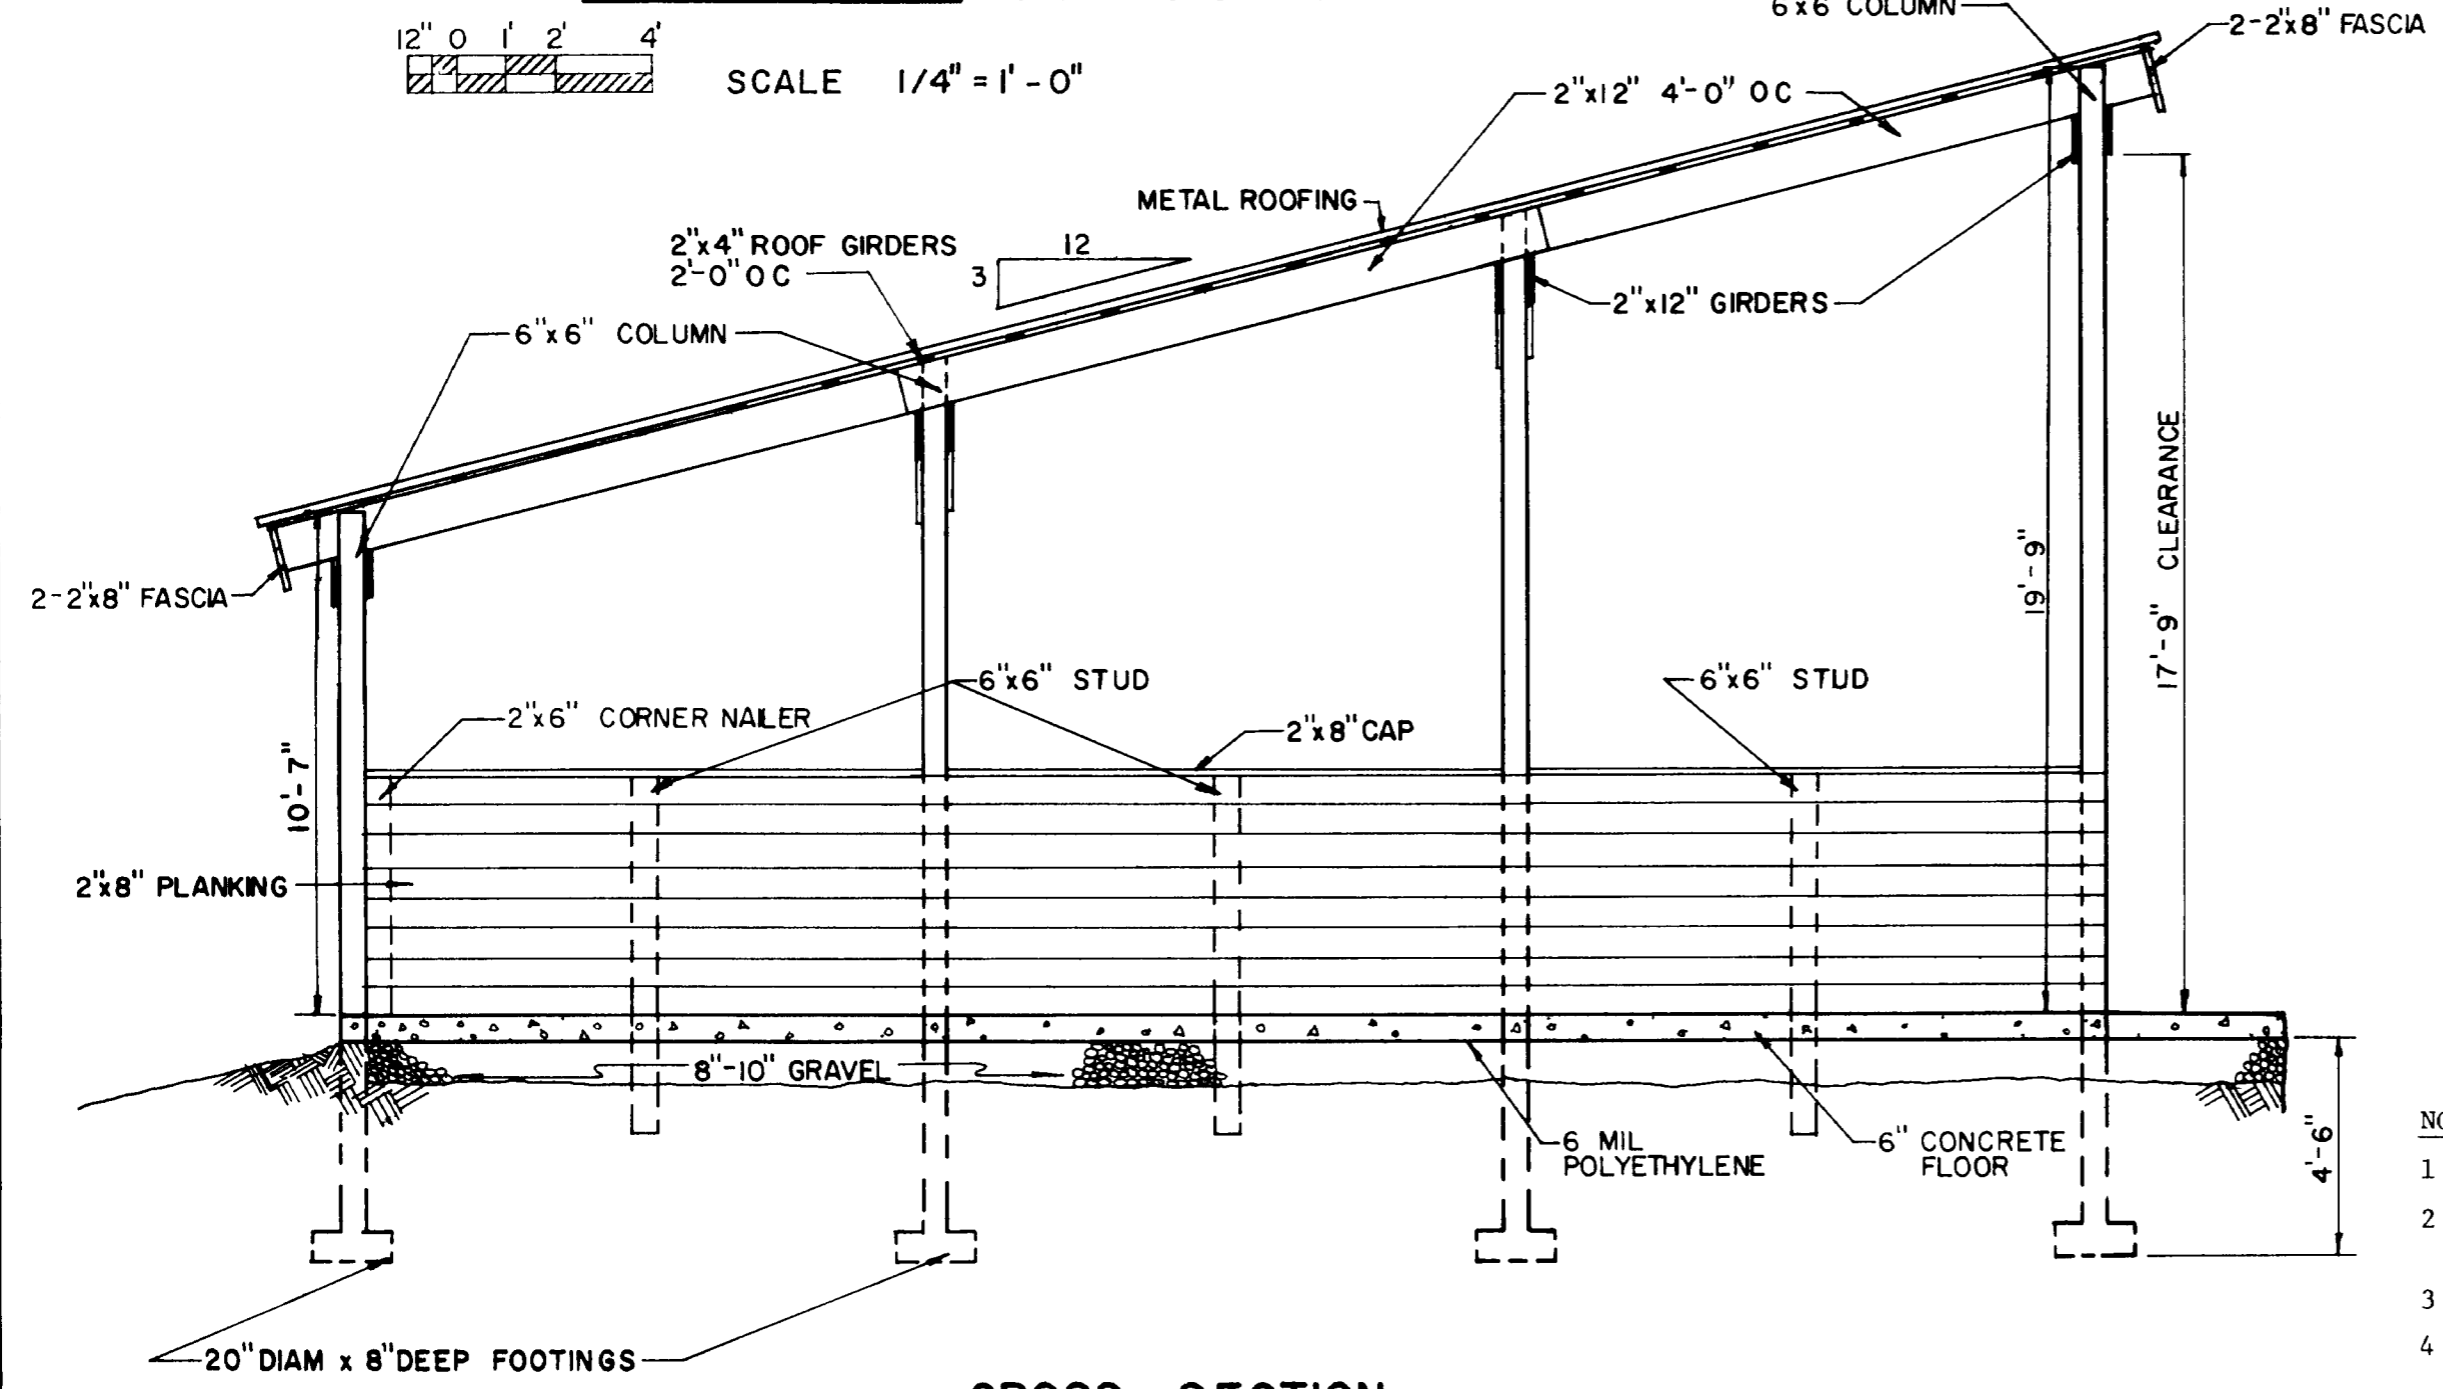 12" 0 1' 2' 4'
SCALE 1/4" = 1'-0"
6"x6" COLUMN
2-2"x8" FASCIA
2"x12" 4'-0" OC
METAL ROOFING
2"x4" ROOF GIRDERS
2'-0" OC
12
3
6"x6" COLUMN
2"x12" GIRDERS
2-2"x8" FASCIA
17'-9" CLEARANCE
19'-9"
10'-7"
6"x6" STUD
6"x6" STUD
2"x6" CORNER NAILER
2"x8" CAP
2"x8" PLANKING
8"-10" GRAVEL
6 MIL
POLYETHYLENE
6" CONCRETE
FLOOR
4'-6"
20" DIAM x 8" DEEP FOOTINGS
1
2
3
4
CROSS SECTION